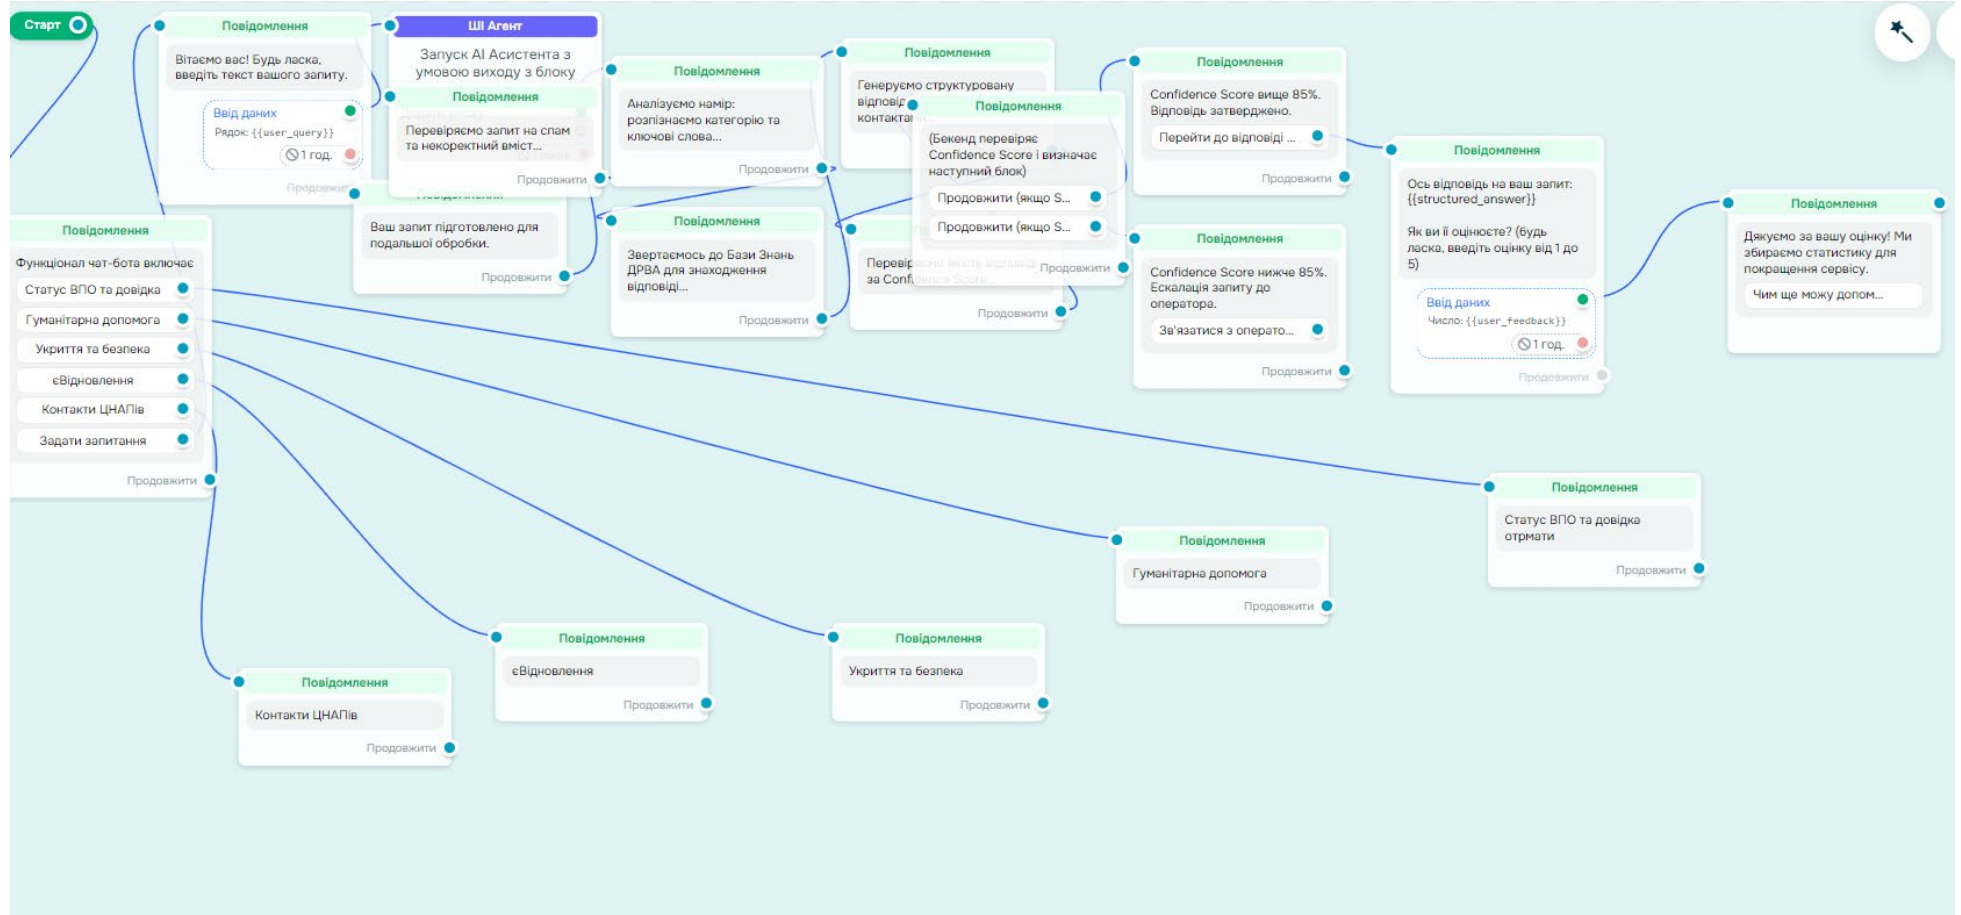 Старт
Повідомлення
Вітаємо вас! Будь ласка,
введіть текст вашого запиту.
Ввід даних
Рядок: {{user_query}}
1 год.
Продовжити
ШІ Агент
Запуск AI Асистента з
умовою виходу з блоку
Повідомлення
Перевіряємо запит на спам
та некоректний вміст...
Продовжити
Повідомлення
Ваш запит підготовлено для
подальшої обробки.
Продовжити
Повідомлення
Аналізуємо намір:
розпізнаємо категорію та
ключові слова...
Продовжити
Повідомлення
Звертаємось до Бази Знань
ДРВА для знаходження
відповіді...
Продовжити
Повідомлення
Генеруємо структуровану
Повідомлення
(Бекенд перевіряє
Confidence Score і визначає
наступний блок)
Продовжити (якщо S...
Продовжити (якщо S...
Продовжити
Перевіряємо якість відповіді
за Confidence Score...
Продовжити
Повідомлення
Confidence Score вище 85%.
Відповідь затверджено.
Перейти до відповіді ...
Продовжити
Повідомлення
Confidence Score нижче 85%.
Ескалація запиту до
оператора.
Зв'язатися з операто...
Продовжити
Повідомлення
Ось відповідь на ваш запит:
{{structured_answer}}
Як ви її оцінюєте? (будь
ласка, введіть оцінку від 1 до
5)
Ввід даних
Число: {{user_feedback}}
1 год.
Продовжити
Повідомлення
Дякуємо за вашу оцінку! Ми
збираємо статистику для
покращення сервісу.
Чим ще можу допом...
Повідомлення
Функціонал чат-бота включає
Статус ВПО та довідка
Гуманітарна допомога
Укриття та безпека
єВідновлення
Контакти ЦНАПів
Задати запитання
Продовжити
Повідомлення
Статус ВПО та довідка
отрмати
Продовжити
Повідомлення
Гуманітарна допомога
Продовжити
Повідомлення
єВідновлення
Продовжити
Повідомлення
Укриття та безпека
Продовжити
Повідомлення
Контакти ЦНАПів
Продовжити